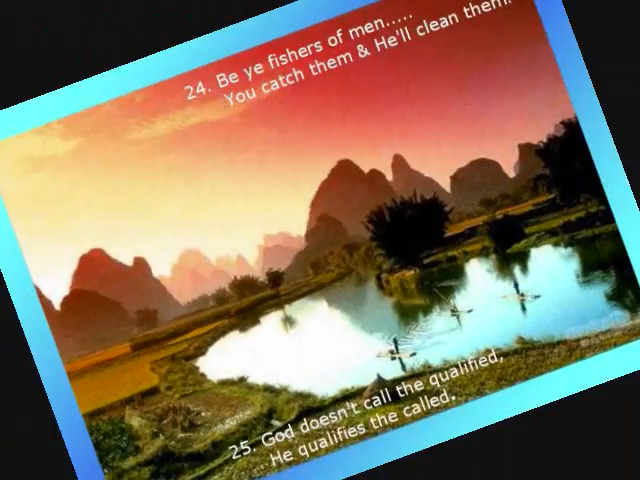 24. Be ye fishers of men.....
You catch them & He'll clean them.
25. God doesn't call the qualified,
He qualifies the called.